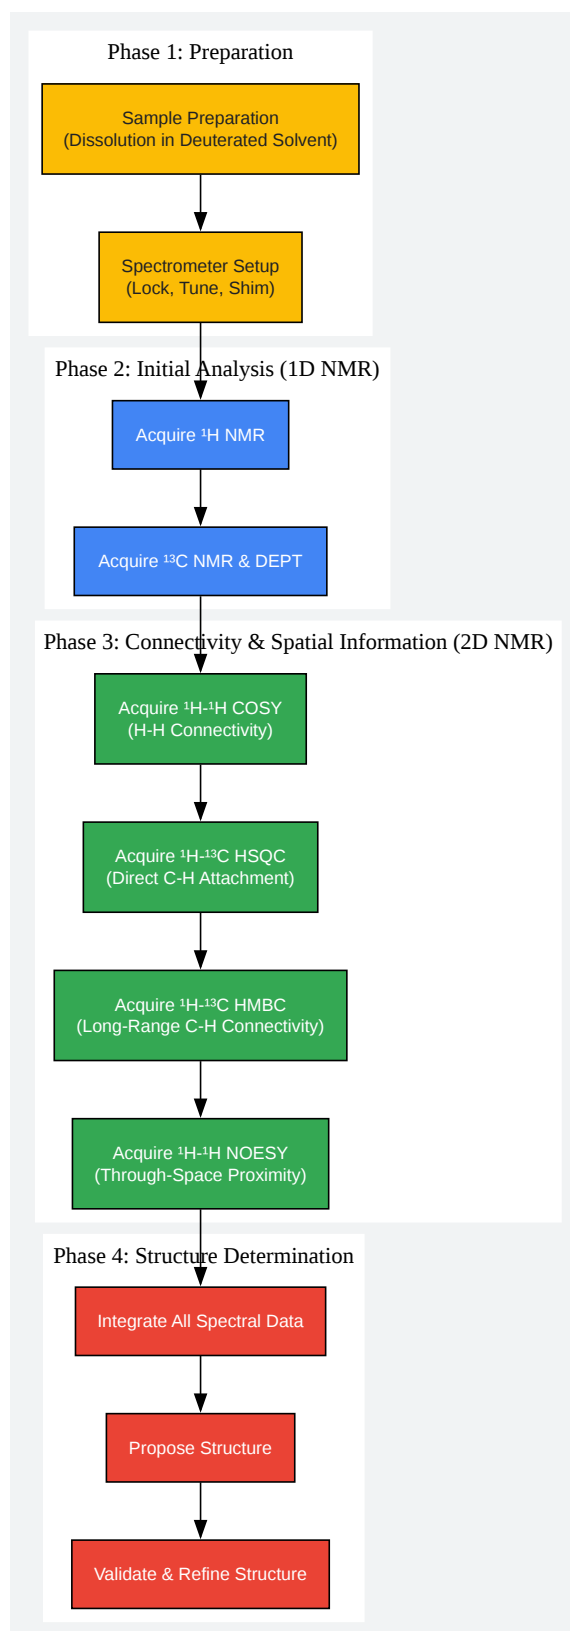 Phase 1: Preparation
Sample Preparation
(Dissolution in Deuterated Solvent)
Spectrometer Setup
(Lock, Tune, Shim)
Phase 2: Initial Analysis (1D NMR)
Acquire ¹H NMR
Acquire ¹³C NMR & DEPT
Phase 3: Connectivity & Spatial Information (2D NMR)
Acquire ¹H-¹H COSY
(H-H Connectivity)
Acquire ¹H-¹³C HSQC
(Direct C-H Attachment)
Acquire ¹H-¹³C HMBC
(Long-Range C-H Connectivity)
Acquire ¹H-¹H NOESY
(Through-Space Proximity)
Phase 4: Structure Determination
Integrate All Spectral Data
Propose Structure
Validate & Refine Structure